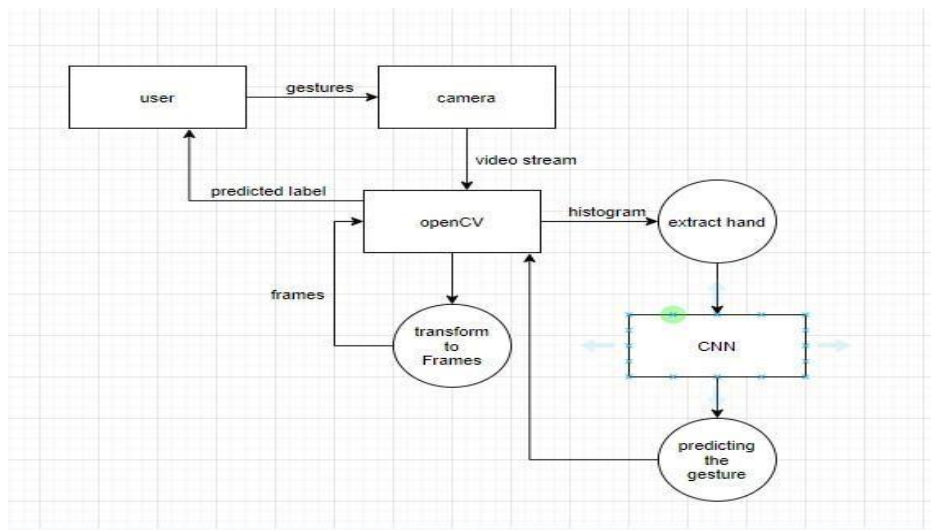 user
gestures
camera
video stream
predicted label
openCV
histogram
extract hand
frames
transform
to
Frames
CNN
predicting
the
gesture